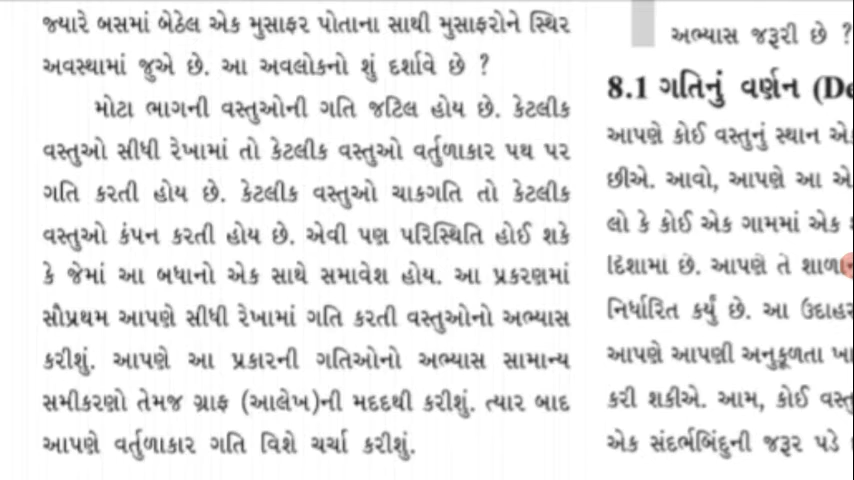 જ્યારે બસમાં બેઠેલ એક મુસાફર પોતાના સાથી મુસાફરોને સ્થિર
અવસ્થામાં જુએ છે. આ અવલોકનો શું દર્શાવે છે ?
મોટા ભાગની વસ્તુઓની ગતિ જટિલ હોય છે. કેટલીક
વસ્તુઓ સીધી રેખામાં તો કેટલીક વસ્તુઓ વર્તુળાકાર પથ પર
ગતિ કરતી હોય છે. કેટલીક વસ્તુઓ ચાકગતિ તો કેટલીક
વસ્તુઓ કંપન કરતી હોય છે. એવી પણ પરિસ્થિતિ હોઈ શકે
કે જેમાં આ બધાનો એક સાથે સમાવેશ હોય. આ પ્રકરણમાં
સૌપ્રથમ આપણે સીધી રેખામાં ગતિ કરતી વસ્તુઓનો અભ્યાસ
કરીશું. આપણે આ પ્રકારની ગતિઓનો અભ્યાસ સામાન્ય
સમીકરણો તેમજ ગ્રાફ (આલેખ)ની મદદથી કરીશું. ત્યાર બાદ
આપણે વર્તુળાકાર ગતિ વિશે ચર્ચા કરીશું.
અભ્યાસ જરૂરી છે ?
8.1 ગતિનું વર્ણન (De
આપણે કોઈ વસ્તુનું સ્થાન એ
છીએ. આવો, આપણે આ એ
લો કે કોઈ એક ગામમાં એક
દિશામાં છે. આપણે તે શાળા
નિર્ધારિત કર્યું છે. આ ઉદાહર
આપણે આપણી અનુકૂળતા ખા
કરી શકીએ. આમ, કોઈ વસ્તુ
એક સંદર્ભબિંદુની જરૂર પડે